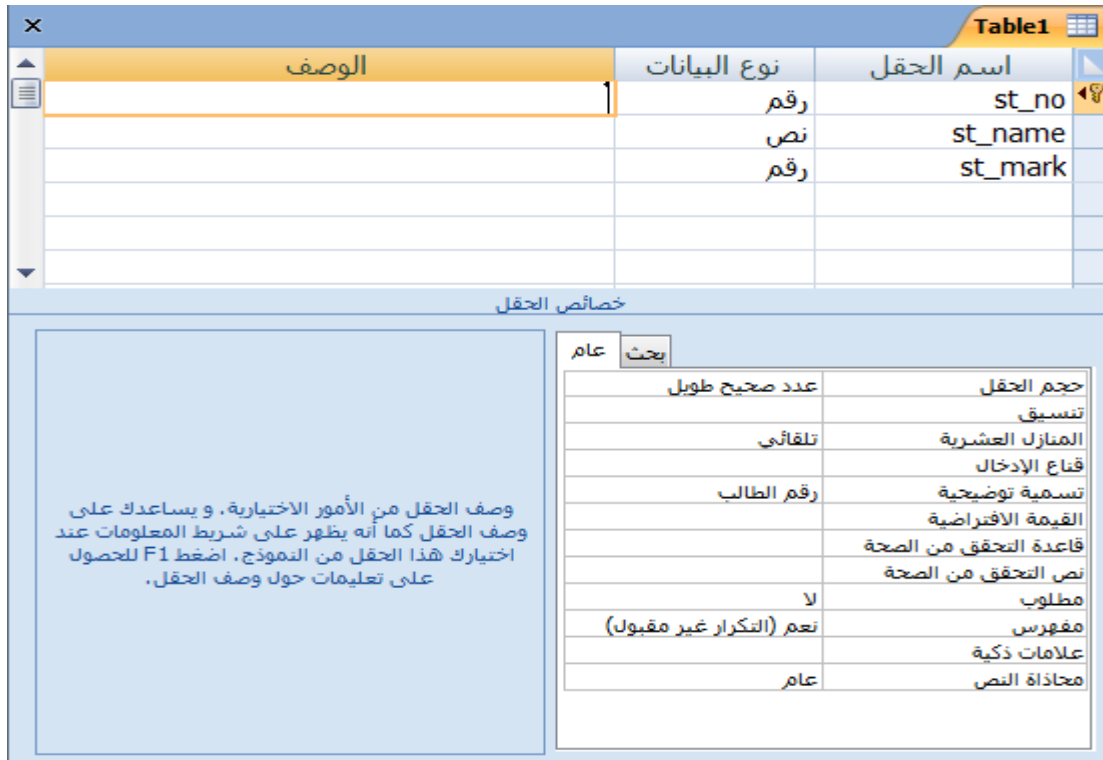 Table1
اسم الحقل	نوع البيانات	الوصف
st_no	رقم
st_name	نص
st_mark	رقم
خصائص الحقل
عام	بحث
حجم الحقل	عدد صحيح طويل
تنسيق
المنازل العشرية	تلقائي
قناع الإدخال
تسمية توضيحية	رقم الطالب
القيمة الافتراضية
قاعدة التحقق من الصحة
نص التحقق من الصحة
مطلوب	لا
مفهرس	نعم (التكرار غير مقبول)
علامات ذكية
محاذاة النص	عام
وصف الحقل من الأمور الاختيارية، و يساعدك على
وصف الحقل كما أنه يظهر على شريط المعلومات عند
اختيارك هذا الحقل من النموذج، اضغط F1 للحصول
على تعليمات حول وصف الحقل،